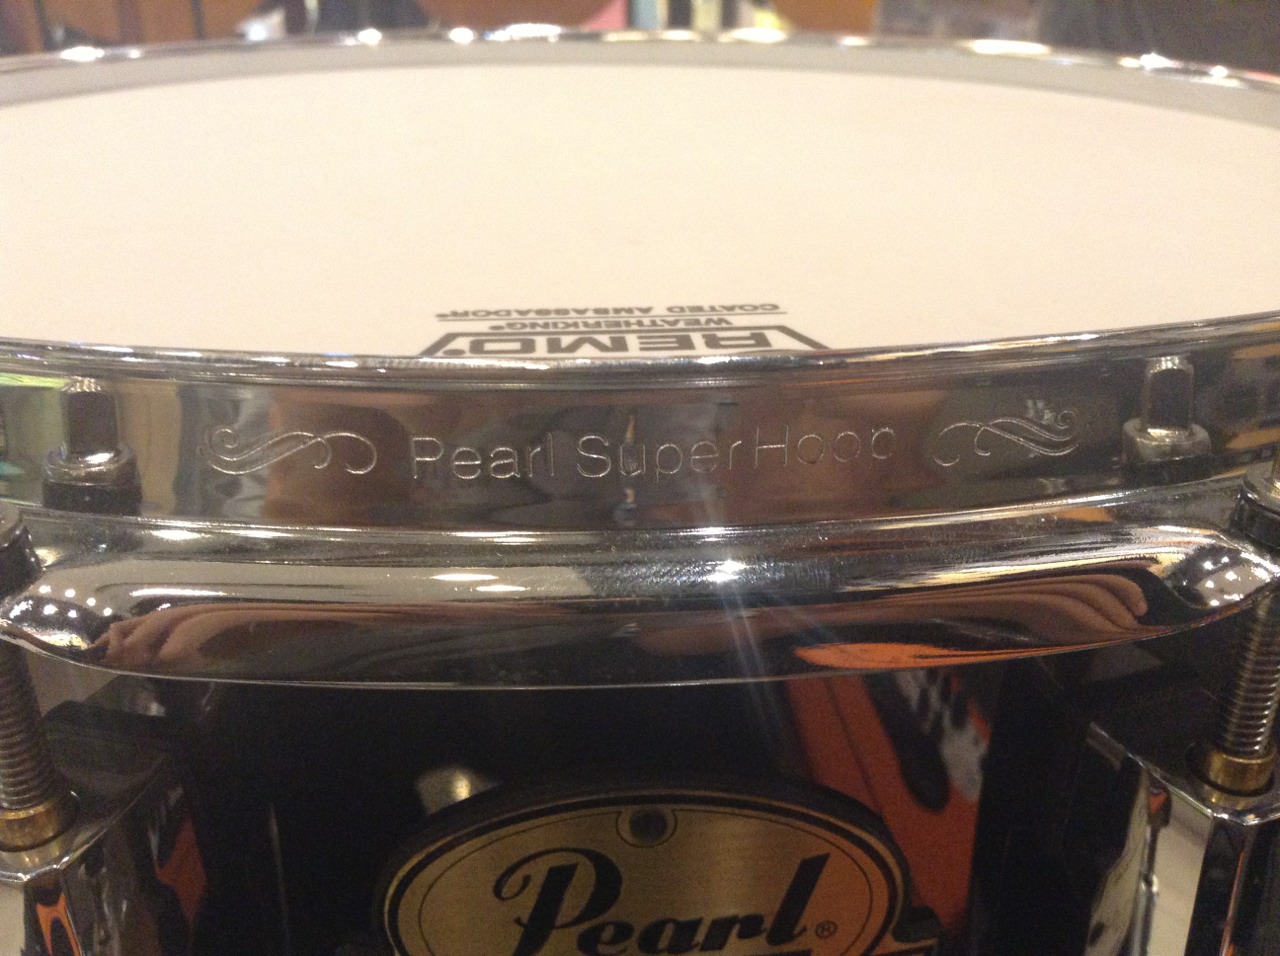 COATED AMBASSADOR®
WEATHERKING®
REMO®
Pearl SuperHoop
Pearl®